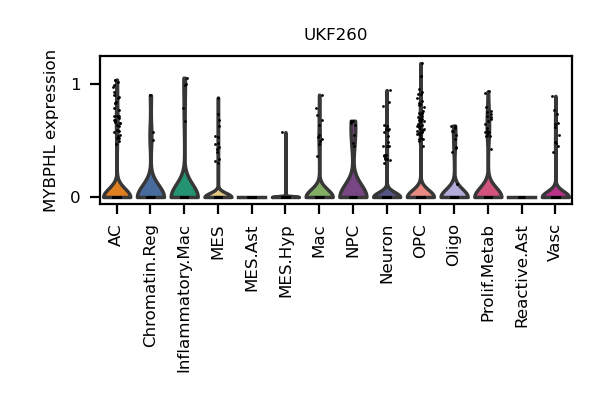 UKF260
MYBPHL expression
1
0
AC
Chromatin.Reg
Inflammatory.Mac
MES
MES.Ast
MES.Hyp
Mac
NPC
Neuron
OPC
Oligo
Prolif.Metab
Reactive.Ast
Vasc